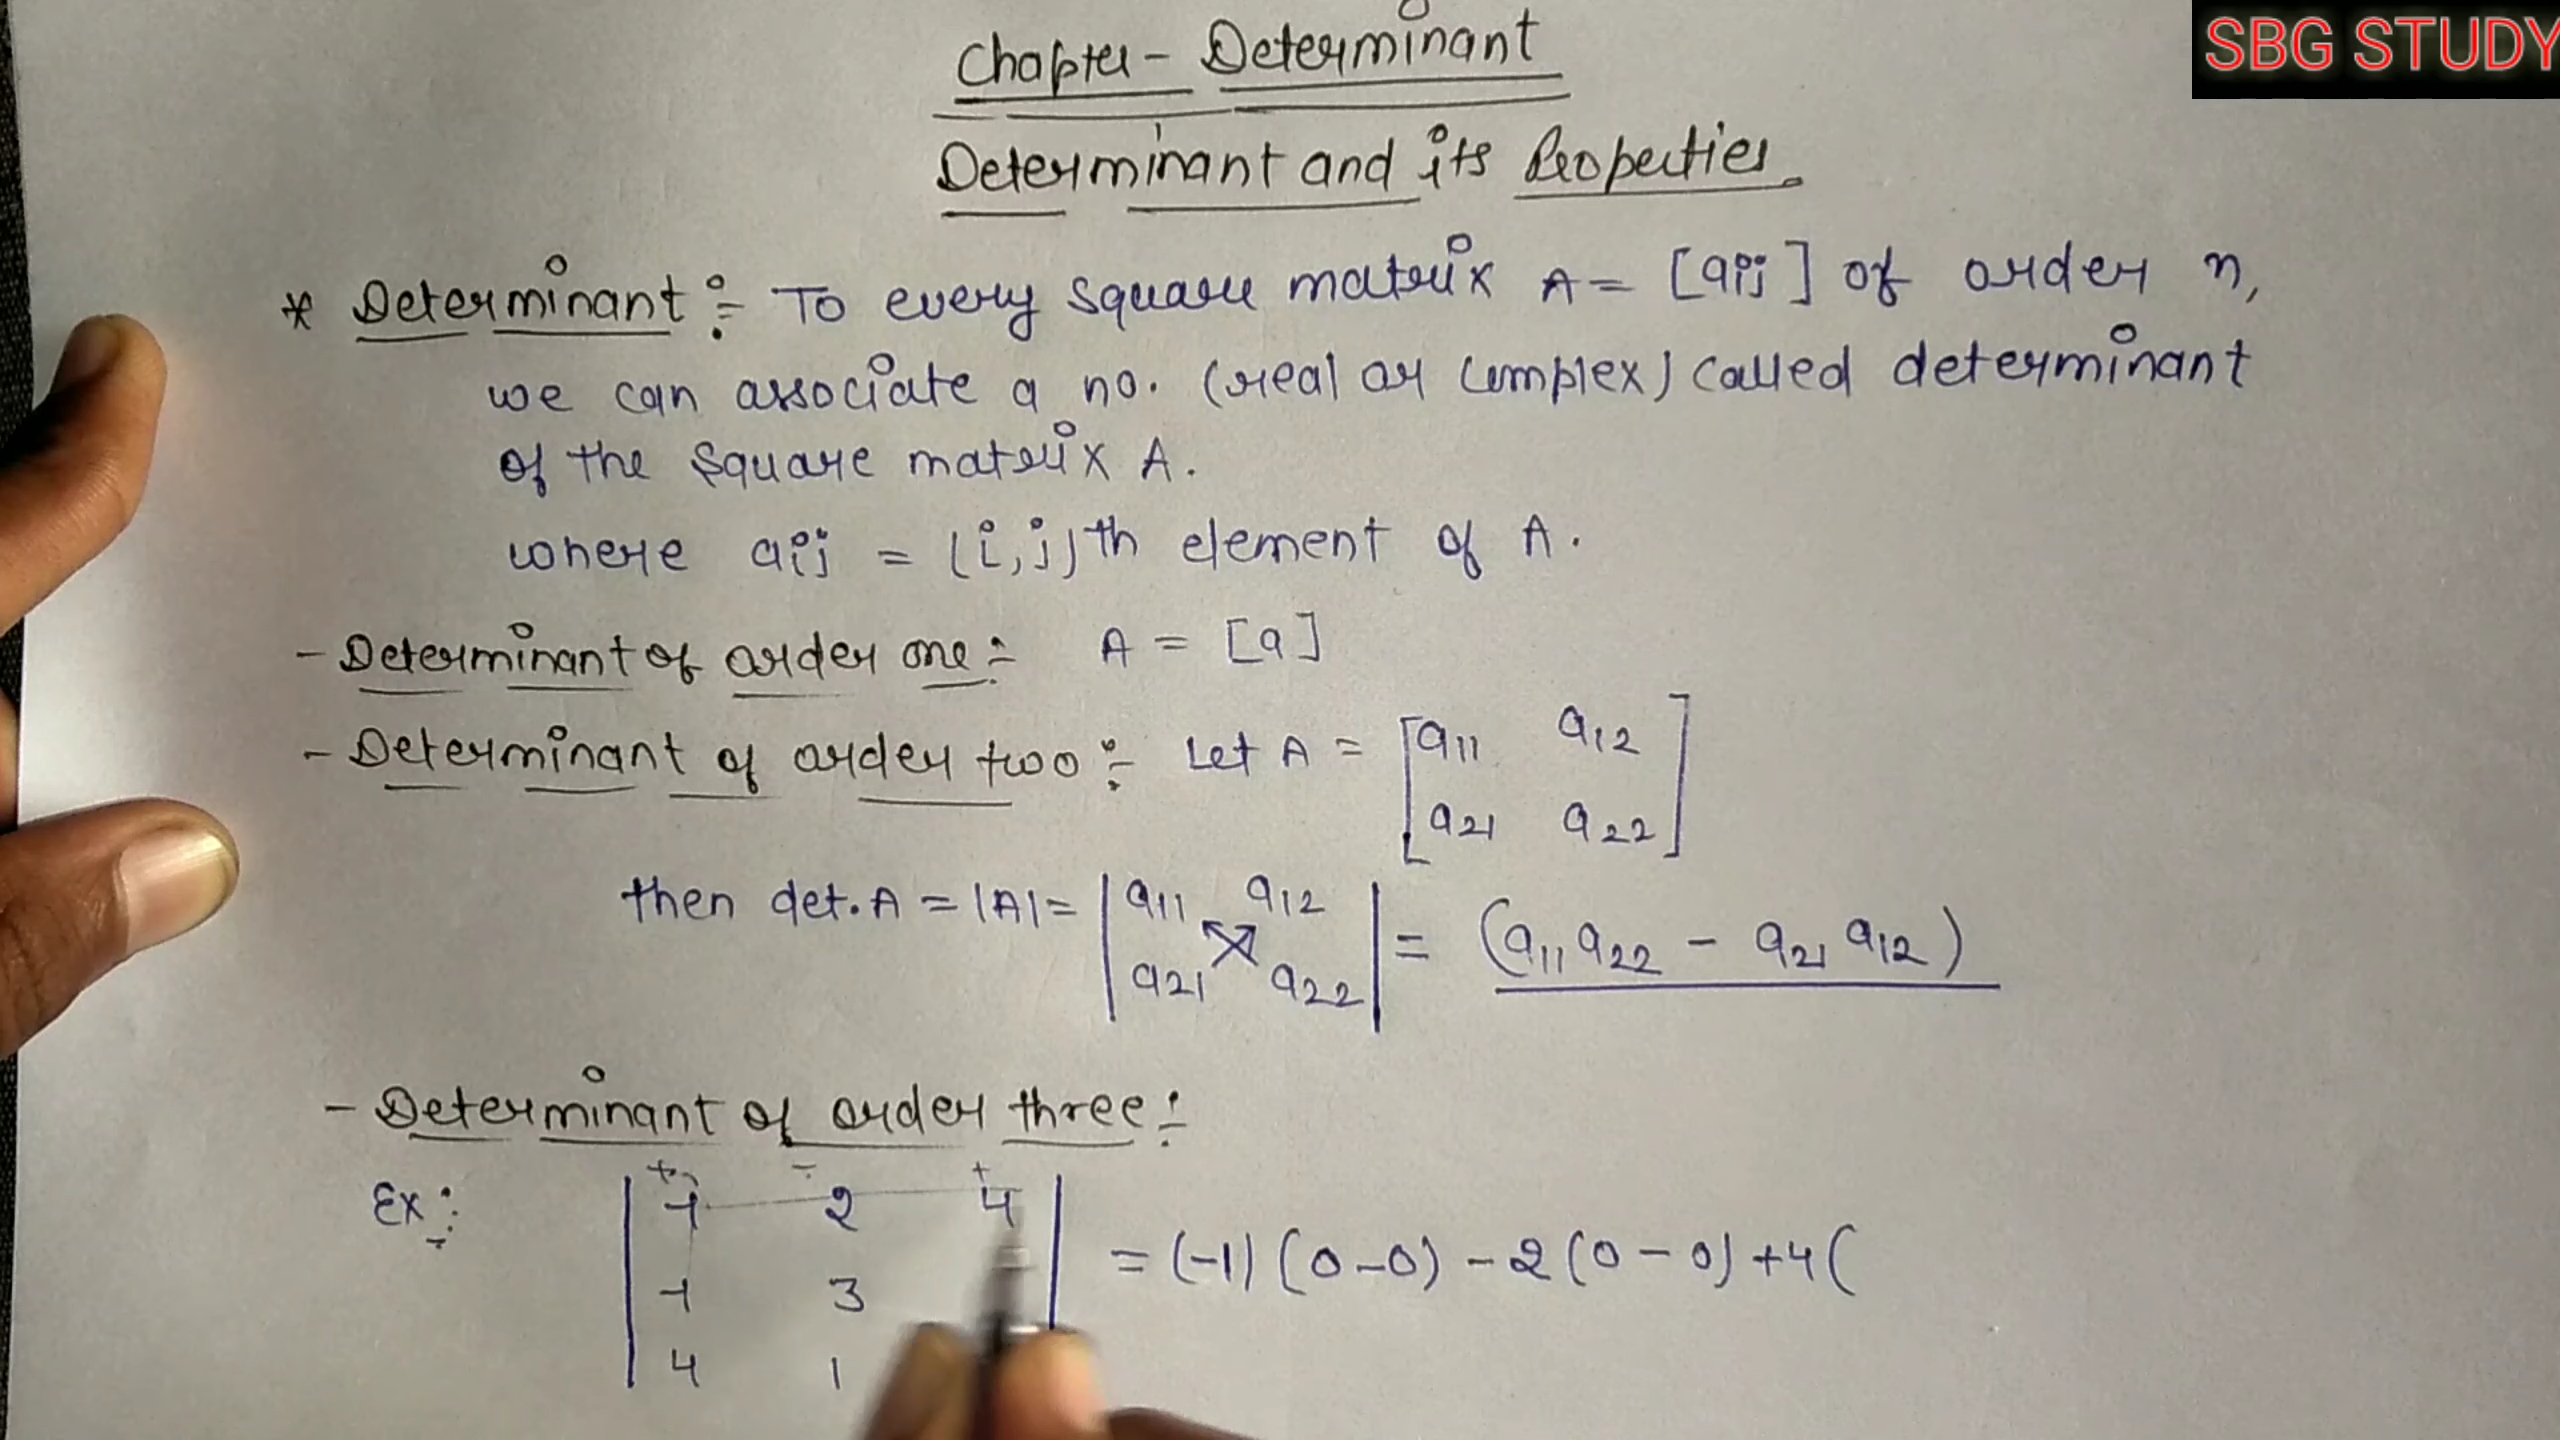 SBG STUDY
Chapter - Determinant
Determinant and its Properties.
* Determinant :- To every square matrix A = [aij] of order n,
we can associate a no. (real or complex) called determinant
of the square matrix A.
where aij = (i,j)th element of A.
- Determinant of order one :- A = [a]
- Determinant of order two :- Let A = [a11 a12
a21 a22]
then det.A = |A| = |a11 a12
a21 a22| = (a11 a22 - a21 a12)
- Determinant of order three :-
+ - +
Ex :- |-1 2 4
-1 3
4 1 | = (-1) (0-0) - 2(0-0) + 4(